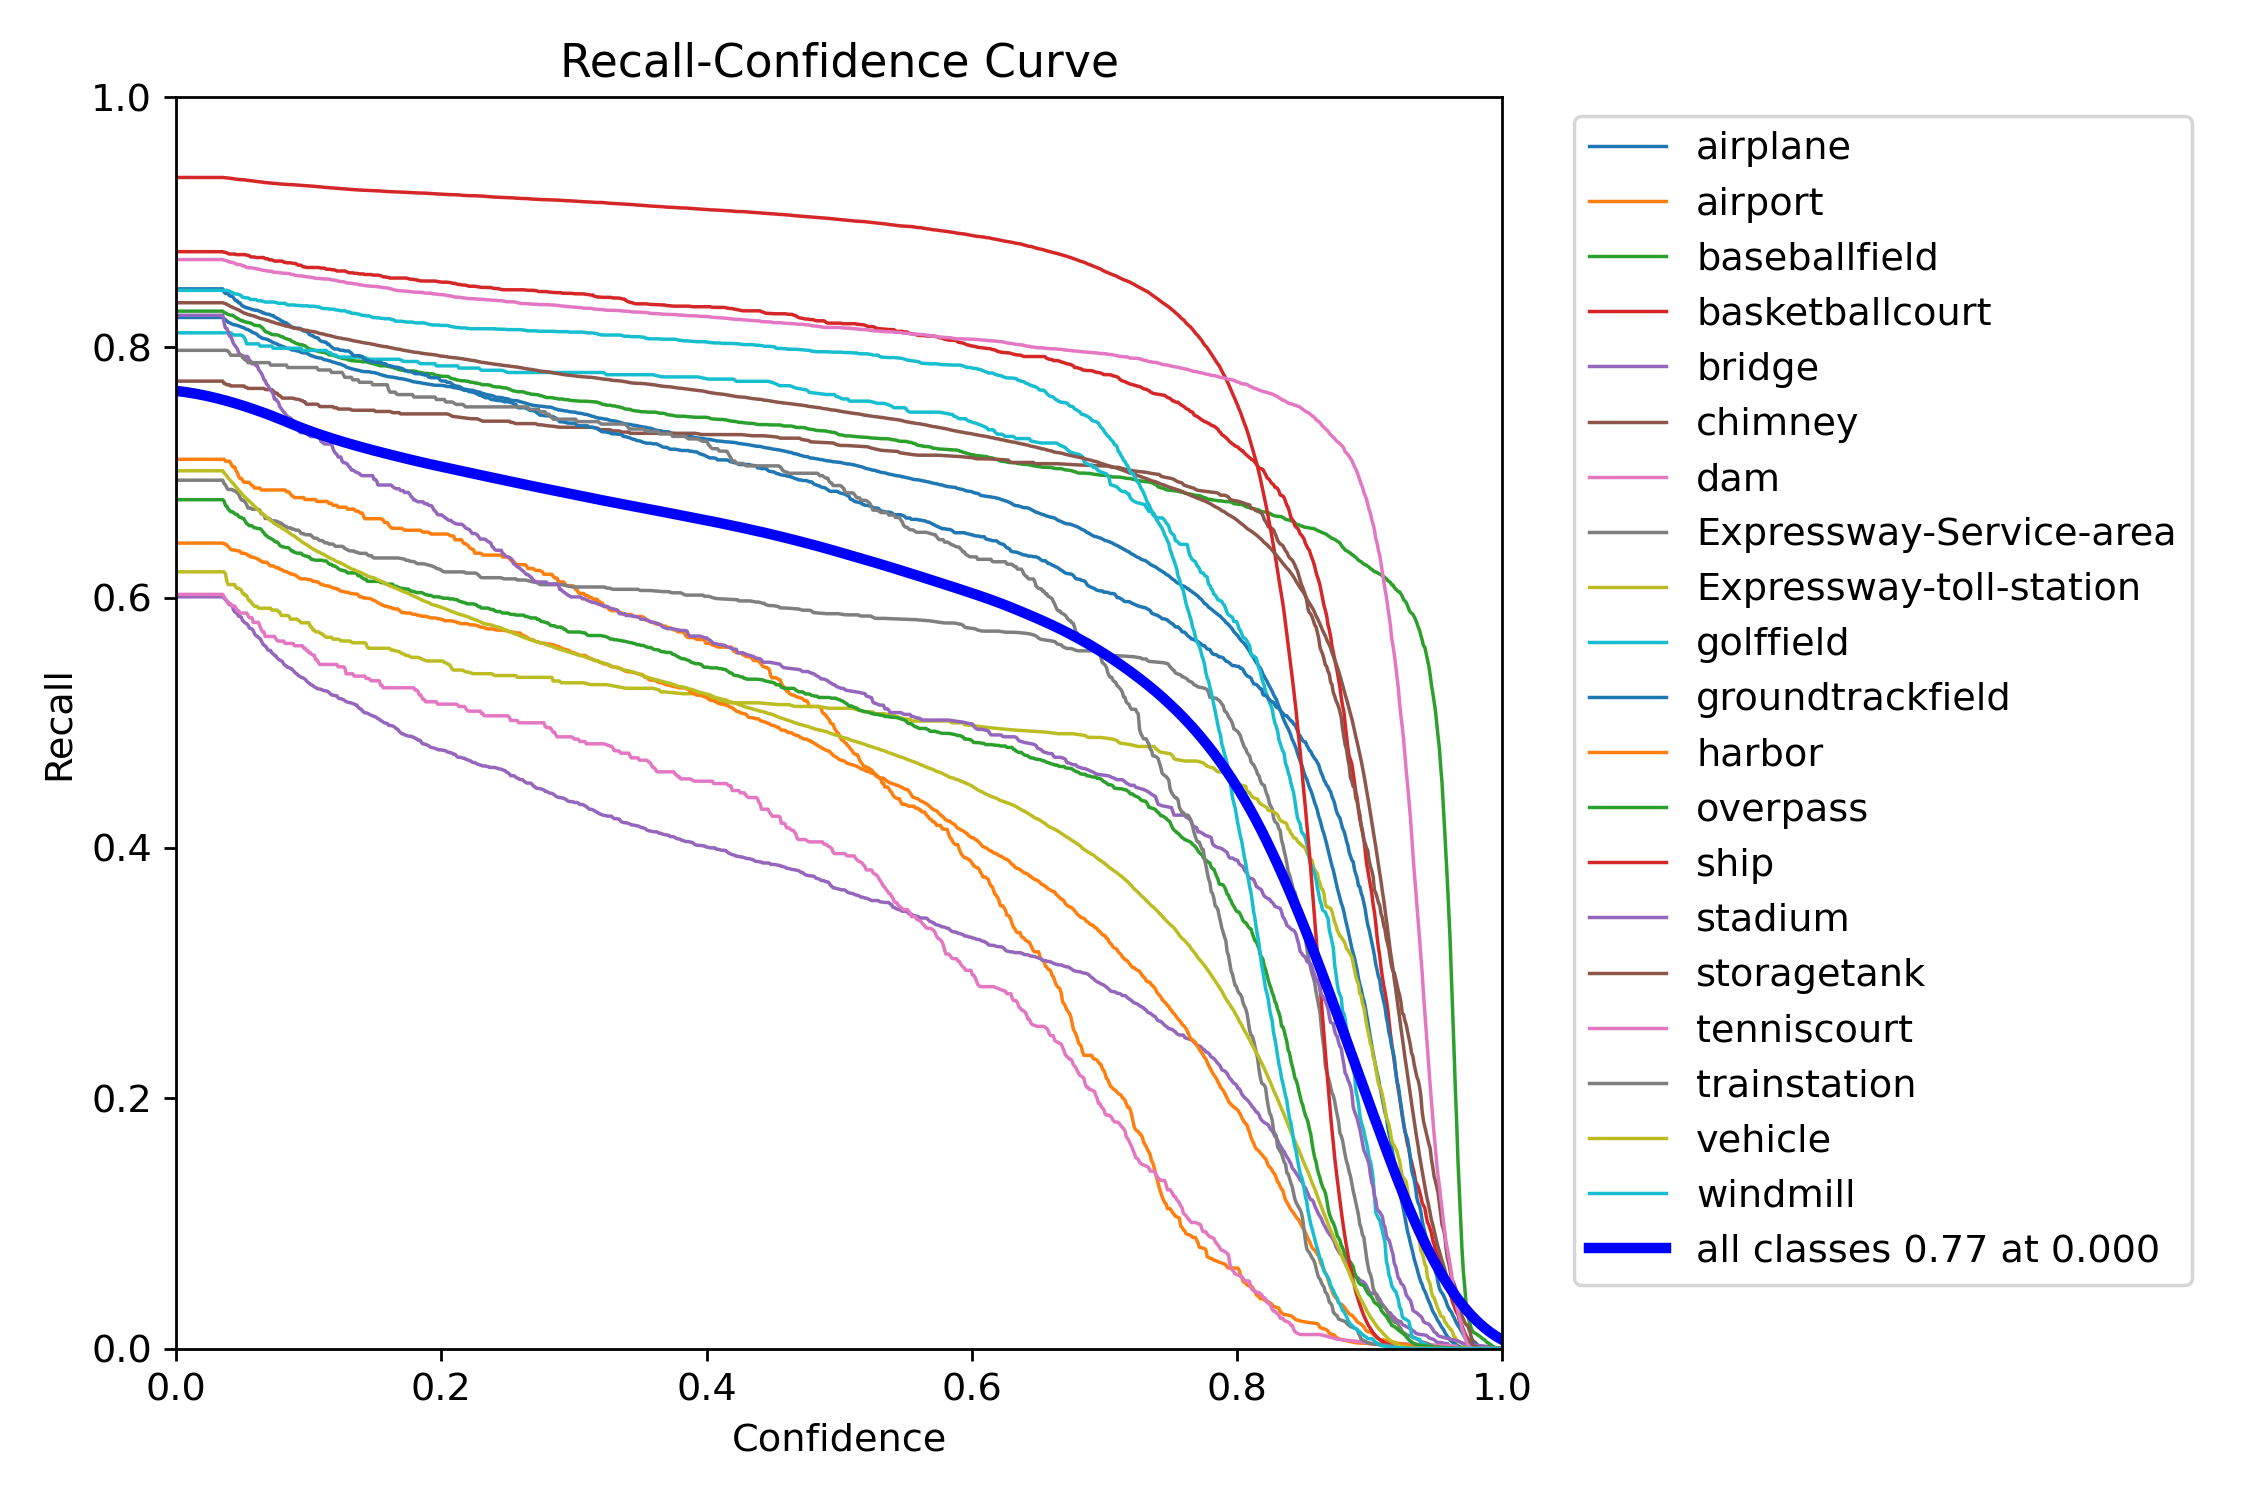 Recall-Confidence Curve
1.0
0.8
0.6
0.4
0.2
0.0
Recall
0.0 0.2 0.4 0.6 0.8 1.0
Confidence
airplane
airport
baseballfield
basketballcourt
bridge
chimney
dam
Expressway-Service-area
Expressway-toll-station
golffield
groundtrackfield
harbor
overpass
ship
stadium
storagetank
tenniscourt
trainstation
vehicle
windmill
all classes 0.77 at 0.000